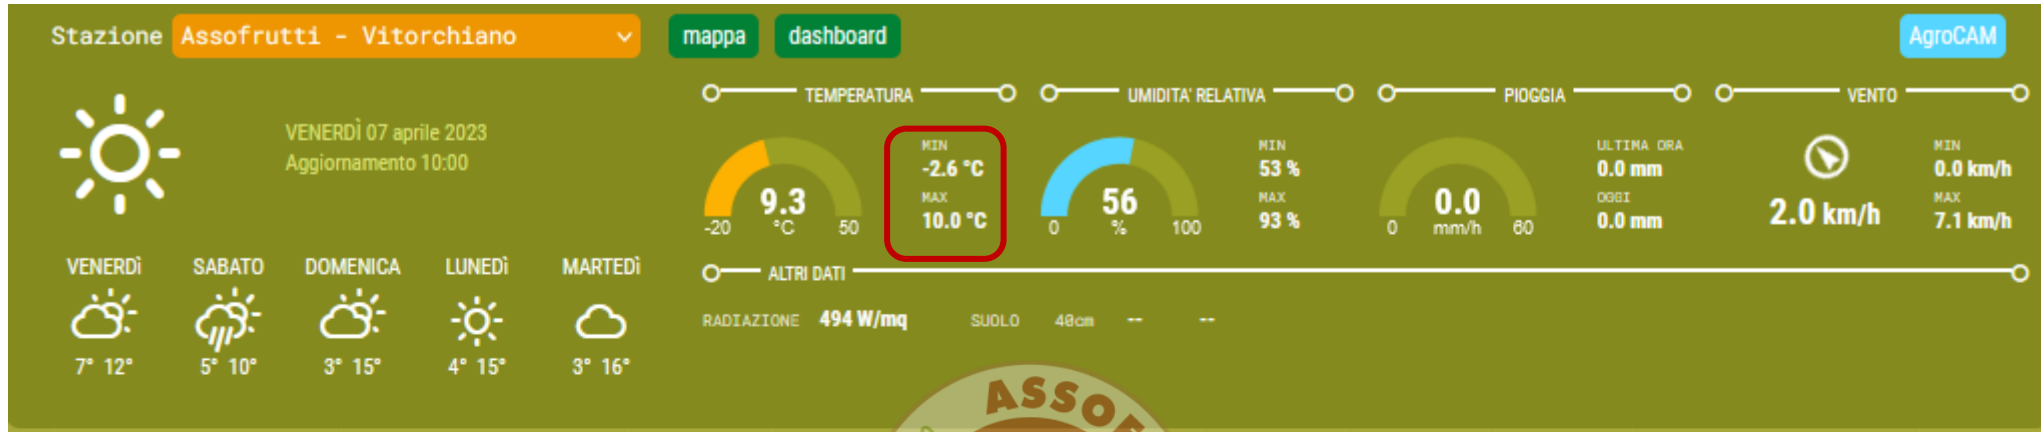 Stazione Assofrutti - Vitorchiano mappa dashboard AgroCAM
VENERDÌ 07 aprile 2023
Aggiornamento 10:00
TEMPERATURA
9.3
°C
-20 50
MIN
-2.6 °C
MAX
10.0 °C
UMIDITA' RELATIVA
56
%
0 100
MIN
53 %
MAX
93 %
PIOGGIA
0.0
mm/h
0 60
ULTIMA ORA
0.0 mm
OGGI
0.0 mm
VENTO
2.0 km/h
MIN
0.0 km/h
MAX
7.1 km/h
VENERDÌ SABATO DOMENICA LUNEDÌ MARTEDÌ
7° 12° 5° 10° 3° 15° 4° 15° 3° 16°
ALTRI DATI
RADIAZIONE 494 W/mq SUOLO 40cm -- --
ASSOF